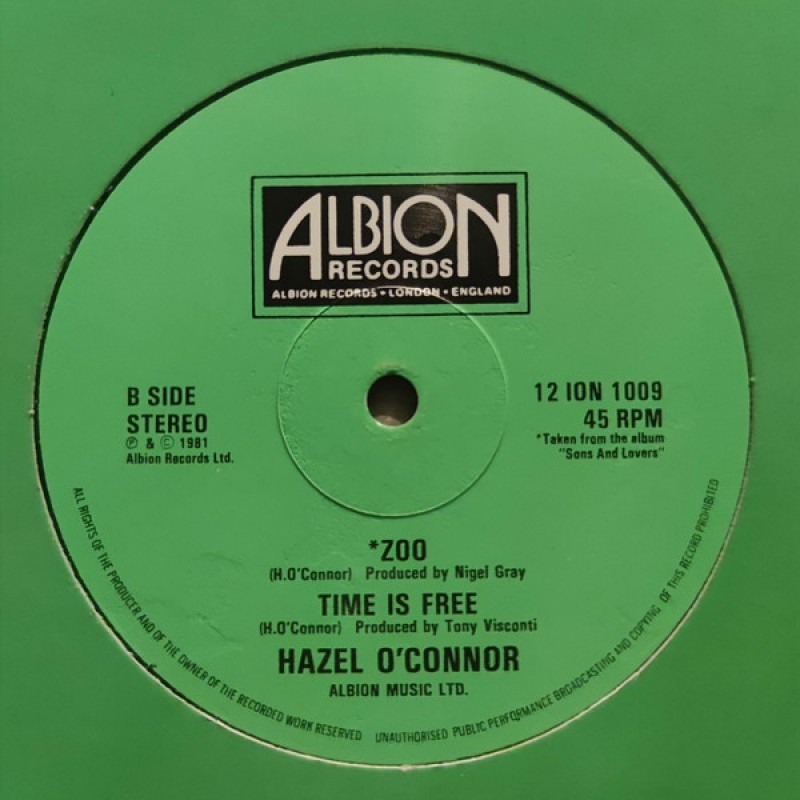 ALBION
RECORDS
ALBION RECORDS • LONDON • ENGLAND
B SIDE
STEREO
℗ & © 1981
Albion Records Ltd.
12 ION 1009
45 RPM
*Taken from the album
"Sons And Lovers"
*ZOO
(H.O'Connor) Produced by Nigel Gray
TIME IS FREE
(H.O'Connor) Produced by Tony Visconti
HAZEL O'CONNOR
ALBION MUSIC LTD.
ALL RIGHTS OF THE PRODUCER AND OF THE OWNER OF THE RECORDED WORK RESERVED UNAUTHORISED PUBLIC PERFORMANCE BROADCASTING AND COPYING OF THIS RECORD PROHIBITED